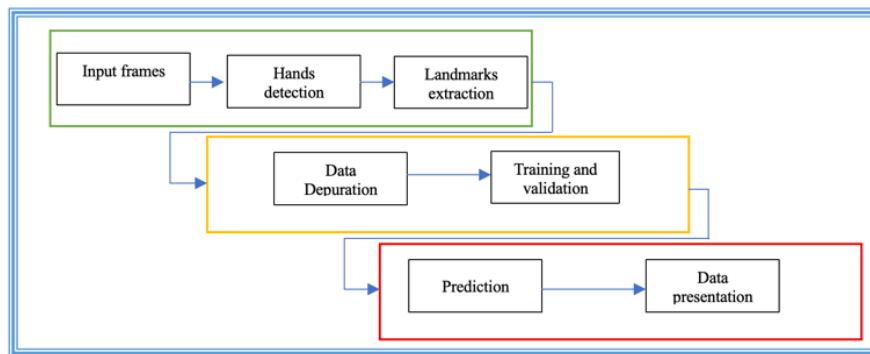 Input frames
Hands
detection
Landmarks
extraction
Data
Depuration
Training and
validation
Prediction
Data
presentation